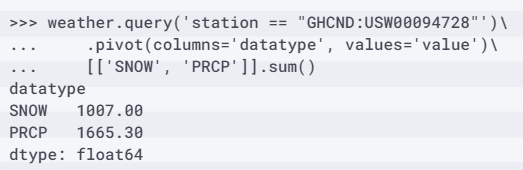 >>> weather.query('station == "GHCND:USW00094728"')\
...     .pivot(columns='datatype', values='value')\
...     [['SNOW', 'PRCP']].sum()
datatype
SNOW   1007.00
PRCP   1665.30
dtype: float64